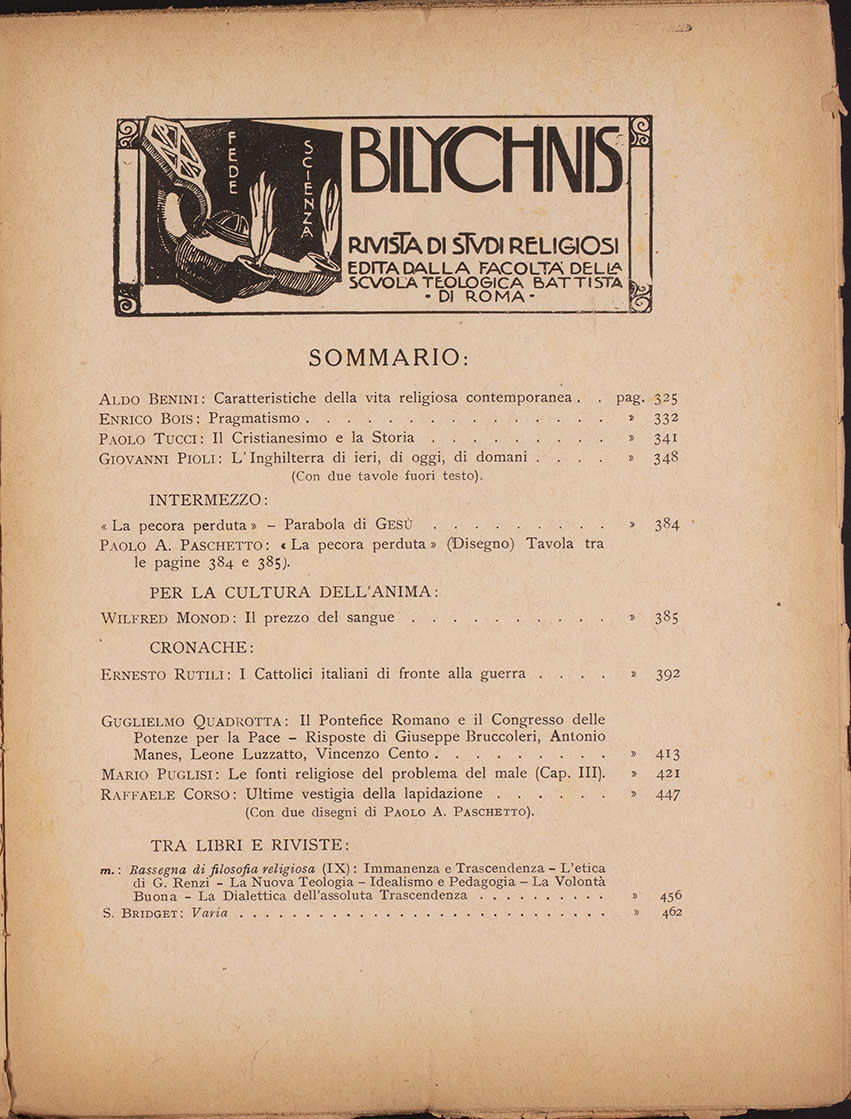 FEDE
SCIENZA
BILYCHNIS
RIVISTA DI STVDI RELIGIOSI
EDITA DALLA FACOLTA' DELLA
SCVOLA TEOLOGICA BATTISTA
- DI ROMA -
SOMMARIO:
ALDO BENINI: Caratteristiche della vita religiosa contemporanea . . pag. 325
ENRICO BOIS: Pragmatismo . . . . . . . . . . . . . . . . » 332
PAOLO TUCCI: Il Cristianesimo e la Storia . . . . . . . . . » 341
GIOVANNI PIOLI: L'Inghilterra di ieri, di oggi, di domani . . . . » 348
(Con due tavole fuori testo).
INTERMEZZO:
« La pecora perduta » – Parabola di GESÙ . . . . . . . . . » 384
PAOLO A. PASCHETTO: « La pecora perduta » (Disegno) Tavola tra
le pagine 384 e 385).
PER LA CULTURA DELL'ANIMA:
WILFRED MONOD: Il prezzo del sangue . . . . . . . . . . » 385
CRONACHE:
ERNESTO RUTILI: I Cattolici italiani di fronte alla guerra . . . . » 392
GUGLIELMO QUADROTTA: Il Pontefice Romano e il Congresso delle
Potenze per la Pace – Risposte di Giuseppe Bruccoleri, Antonio
Manes, Leone Luzzatto, Vincenzo Cento . . . . . . . . . » 413
MARIO PUGLISI: Le fonti religiose del problema del male (Cap. III). » 421
RAFFAELE CORSO: Ultime vestigia della lapidazione . . . . . . » 447
(Con due disegni di PAOLO A. PASCHETTO).
TRA LIBRI E RIVISTE:
m.: Rassegna di filosofia religiosa (IX): Immanenza e Trascendenza – L'etica
di G. Renzi – La Nuova Teologia – Idealismo e Pedagogia – La Volontà
Buona – La Dialettica dell'assoluta Trascendenza . . . . . . . . . . » 456
S. BRIDGET: Varia . . . . . . . . . . . . . . . . . . . . . . . . . . . . » 462